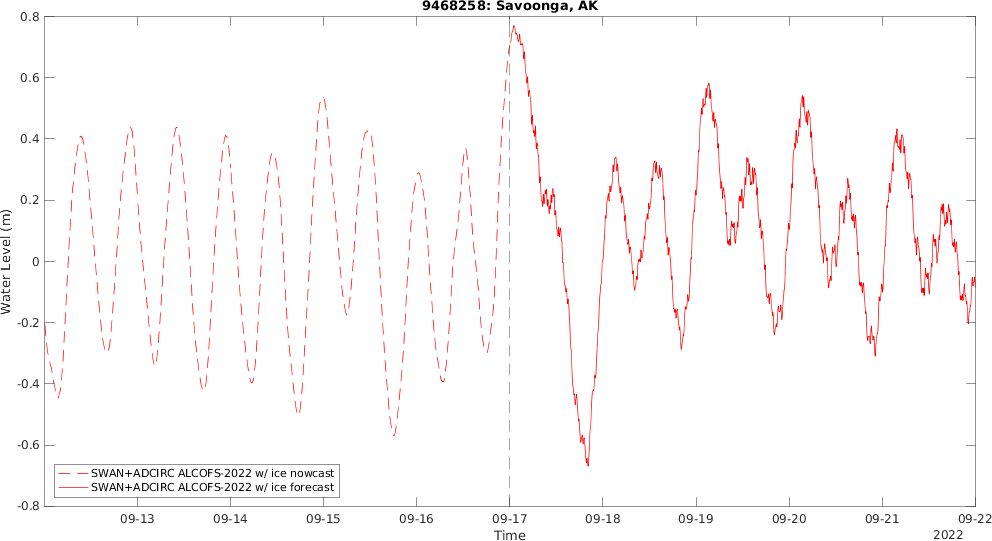 9468258: Savoonga, AK
0.8
0.6
0.4
0.2
0
-0.2
-0.4
-0.6
-0.8
Water Level (m)
SWAN+ADCIRC ALCOFS-2022 w/ ice nowcast
SWAN+ADCIRC ALCOFS-2022 w/ ice forecast
09-13 09-14 09-15 09-16 09-17 09-18 09-19 09-20 09-21 09-22
Time
2022